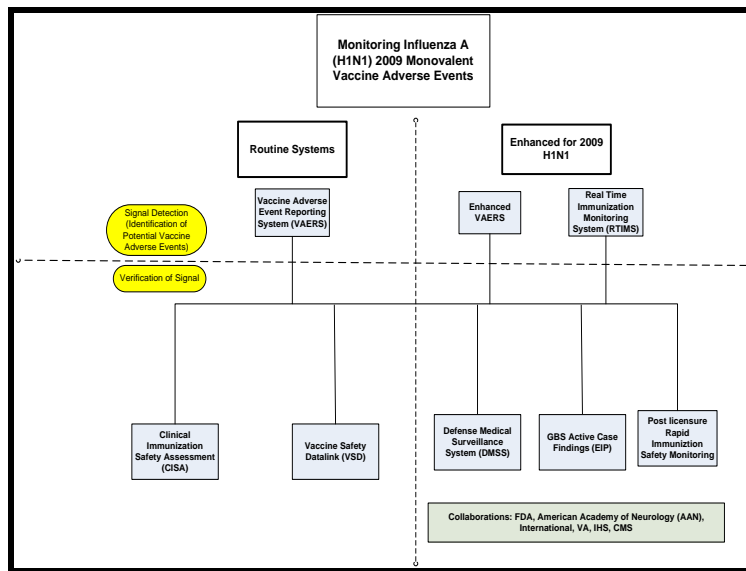 Monitoring Influenza A
(H1N1) 2009 Monovalent
Vaccine Adverse Events
Routine Systems
Enhanced for 2009
H1N1
Signal Detection
(Identification of
Potential Vaccine
Adverse Events)
Vaccine Adverse
Event Reporting
System (VAERS)
Enhanced
VAERS
Real Time
Immunization
Monitoring
System (RTIMS)
Verification of Signal
Clinical
Immunization
Safety Assessment
(CISA)
Vaccine Safety
Datalink (VSD)
Defense Medical
Surveillance
System (DMSS)
GBS Active Case
Findings (EIP)
Post licensure
Rapid
Immuniztion
Safety Monitoring
Collaborations: FDA, American Academy of Neurology (AAN),
International, VA, IHS, CMS